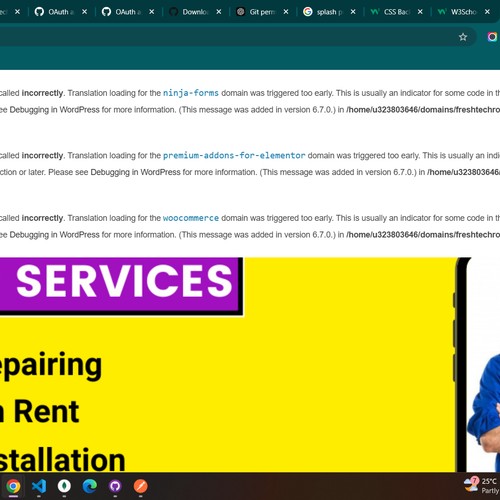 OAuth a
OAuth a
Downloa
Git perm
splash p
CSS Bac
W3Scho
called incorrectly. Translation loading for the ninja-forms domain was triggered too early. This is usually an indicator for some code in th
ee Debugging in WordPress for more information. (This message was added in version 6.7.0.) in /home/u323803646/domains/freshtechro
called incorrectly. Translation loading for the premium-addons-for-elementor domain was triggered too early. This is usually an indi
ction or later. Please see Debugging in WordPress for more information. (This message was added in version 6.7.0.) in /home/u323803646/
called incorrectly. Translation loading for the woocommerce domain was triggered too early. This is usually an indicator for some code in th
ee Debugging in WordPress for more information. (This message was added in version 6.7.0.) in /home/u323803646/domains/freshtechro
SERVICES
epairing
n Rent
stallation
25°C
Partly